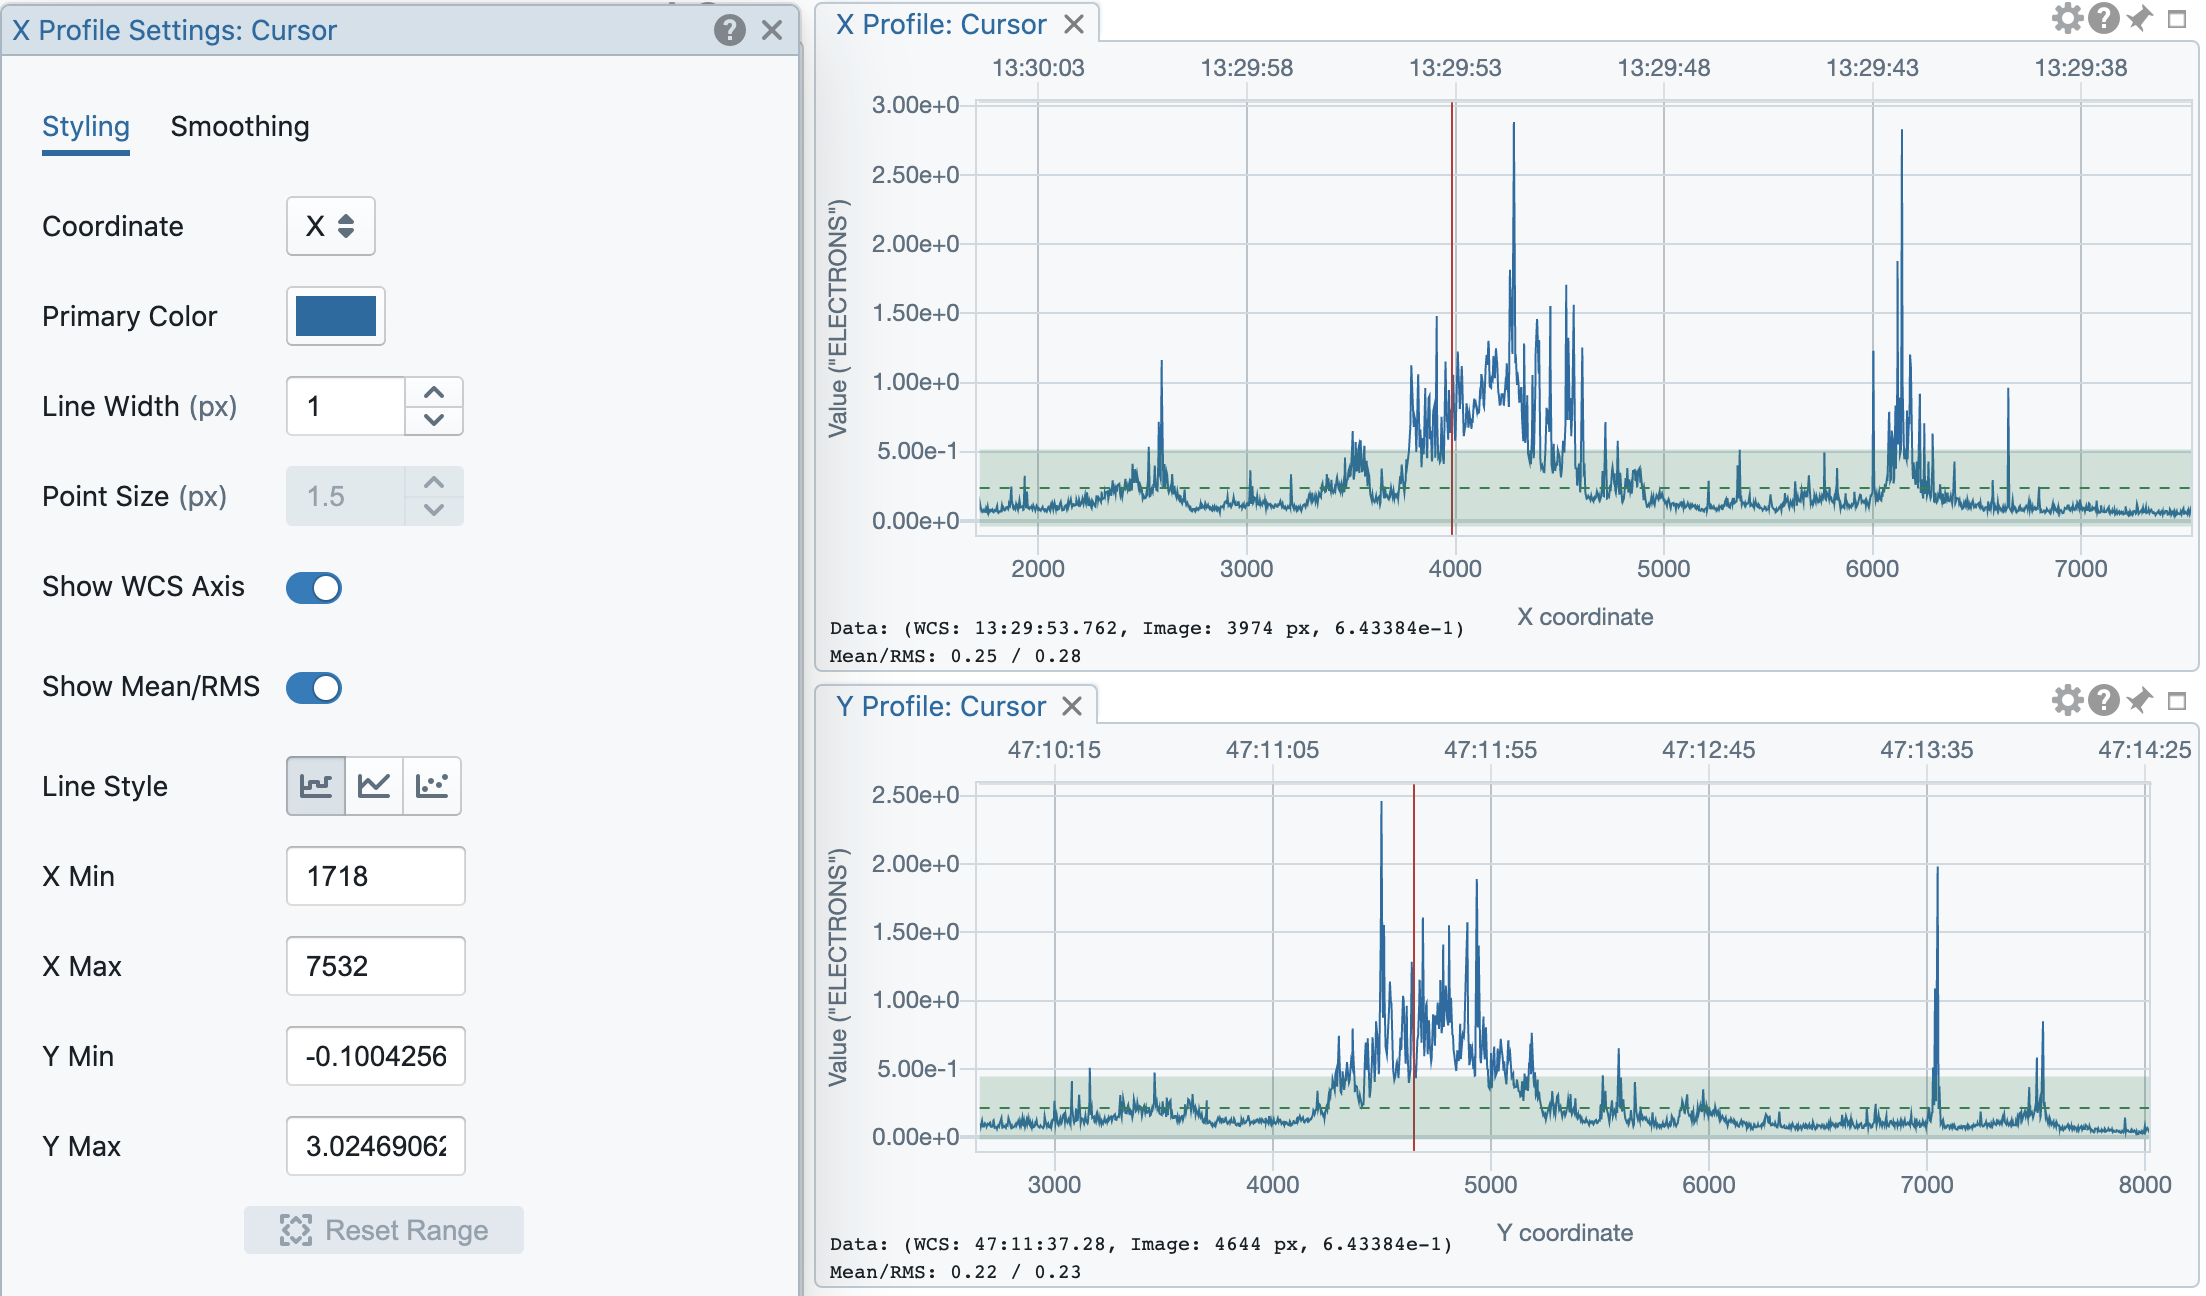 X Profile Settings: Cursor
Styling Smoothing
Coordinate X
Primary Color
Line Width (px) 1
Point Size (px) 1.5
Show WCS Axis
Show Mean/RMS
Line Style
X Min 1718
X Max 7532
Y Min -0.1004256
Y Max 3.02469062
Reset Range
X Profile: Cursor
13:30:03 13:29:58 13:29:53 13:29:48 13:29:43 13:29:38
Value ("ELECTRONS")
3.00e+0
2.50e+0
2.00e+0
1.50e+0
1.00e+0
5.00e-1
0.00e+0
2000 3000 4000 5000 6000 7000
X coordinate
Data: (WCS: 13:29:53.762, Image: 3974 px, 6.43384e-1)
Mean/RMS: 0.25 / 0.28
Y Profile: Cursor
47:10:15 47:11:05 47:11:55 47:12:45 47:13:35 47:14:25
Value ("ELECTRONS")
2.50e+0
2.00e+0
1.50e+0
1.00e+0
5.00e-1
0.00e+0
3000 4000 5000 6000 7000 8000
Y coordinate
Data: (WCS: 47:11:37.28, Image: 4644 px, 6.43384e-1)
Mean/RMS: 0.22 / 0.23